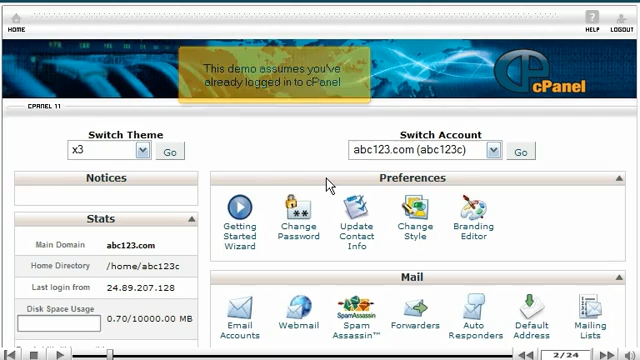 HOME
HELP
LOGOUT
This demo assumes you've
already logged in to cPanel
cPanel
CPANEL 11
Switch Theme
x3
Go
Switch Account
abc123.com (abc123c)
Go
Notices
Stats
Main Domain abc123.com
Home Directory /home/abc123c
Last login from 24.89.207.128
Disk Space Usage
0.70/10000.00 MB
Preferences
Getting
Started
Wizard
Change
Password
Update
Contact
Info
Change
Style
Branding
Editor
Mail
Email
Accounts
Webmail
SpamAssassin
Spam
Assassin™
Forwarders
Auto
Responders
Default
Address
Mailing
Lists
2/24